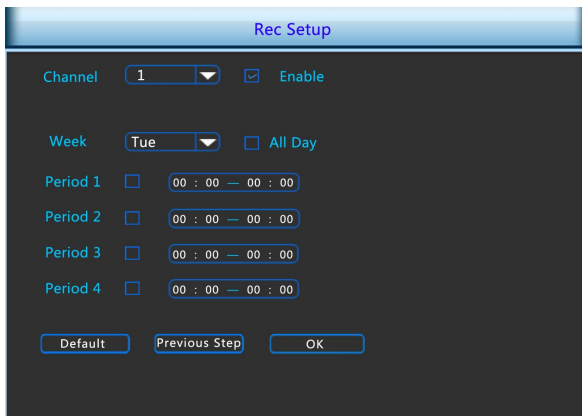 Rec Setup
Channel 1 Enable
Week Tue All Day
Period 1 00 : 00 — 00 : 00
Period 2 00 : 00 — 00 : 00
Period 3 00 : 00 — 00 : 00
Period 4 00 : 00 — 00 : 00
Default Previous Step OK